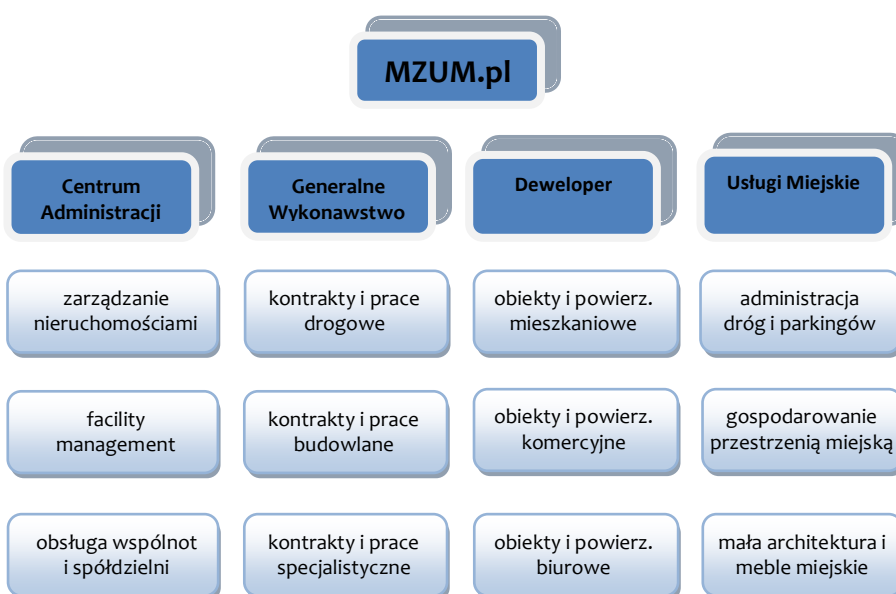 MZUM.pl
Centrum
Administracji
Generalne
Wykonawstwo
Deweloper
Usługi Miejskie
zarządzanie
nieruchomościami
kontrakty i prace
drogowe
obiekty i powierz.
mieszkaniowe
administracja
dróg i parkingów
facility
management
kontrakty i prace
budowlane
obiekty i powierz.
komercyjne
gospodarowanie
przestrzenią miejską
obsługa wspólnot
i spółdzielni
kontrakty i prace
specjalistyczne
obiekty i powierz.
biurowe
mała architektura i
meble miejskie